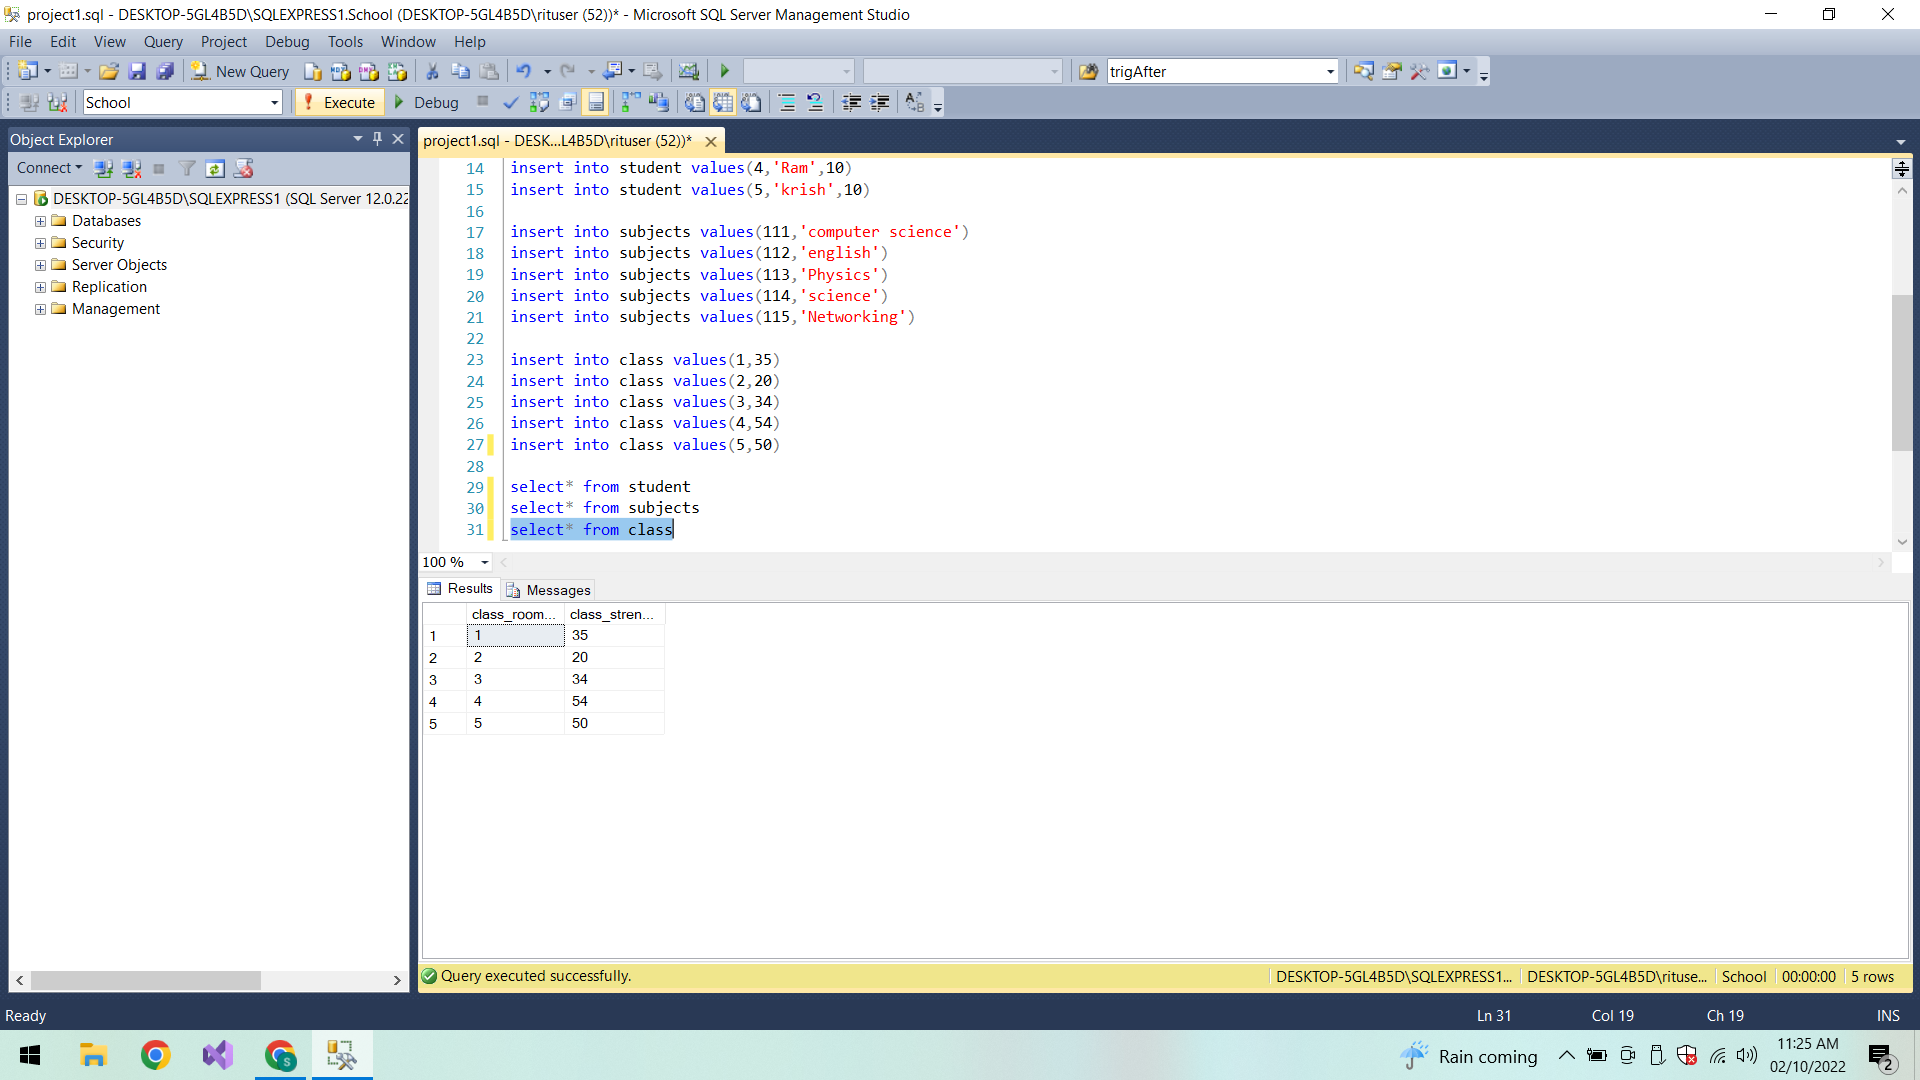 project1.sql - DESKTOP-5GL4B5D\SQLEXPRESS1.School (DESKTOP-5GL4B5D\rituser (52))* - Microsoft SQL Server Management Studio
File Edit View Query Project Debug Tools Window Help
New Query trigAfter
School Execute Debug
Object Explorer
Connect
DESKTOP-5GL4B5D\SQLEXPRESS1 (SQL Server 12.0.22
Databases
Security
Server Objects
Replication
Management
project1.sql - DESK...L4B5D\rituser (52))*
14 insert into student values(4,'Ram',10)
15 insert into student values(5,'krish',10)
16
17 insert into subjects values(111,'computer science')
18 insert into subjects values(112,'english')
19 insert into subjects values(113,'Physics')
20 insert into subjects values(114,'science')
21 insert into subjects values(115,'Networking')
22
23 insert into class values(1,35)
24 insert into class values(2,20)
25 insert into class values(3,34)
26 insert into class values(4,54)
27 insert into class values(5,50)
28
29 select* from student
30 select* from subjects
31 select* from class
100 %
Results Messages
class_room... class_stren...
1 1 35
2 2 20
3 3 34
4 4 54
5 5 50
Query executed successfully. DESKTOP-5GL4B5D\SQLEXPRESS1... DESKTOP-5GL4B5D\rituse... School 00:00:00 5 rows
Ready Ln 31 Col 19 Ch 19 INS
Rain coming 11:25 AM
02/10/2022 2